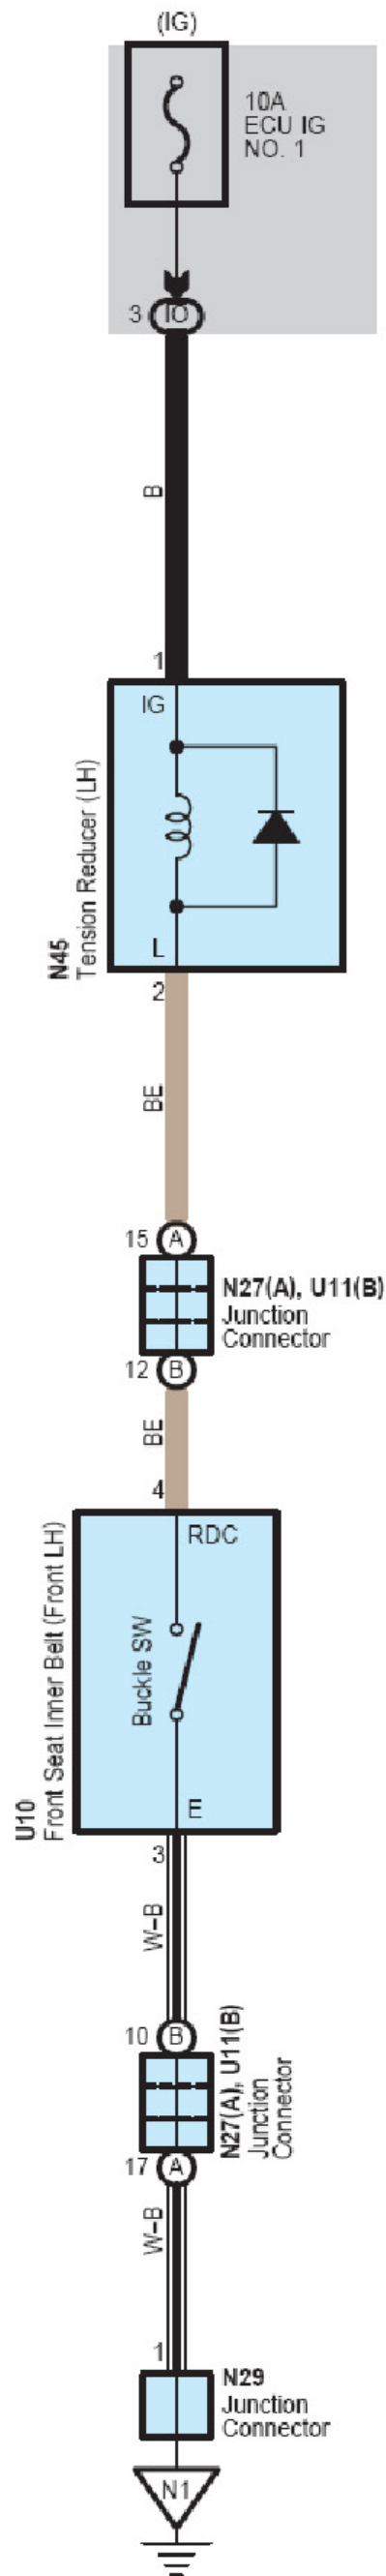 (IG)
10A
ECU IG
NO. 1
3 IO
B
1
IG
N45
Tension Reducer (LH)
L
2
BE
15 A
N27(A), U11(B)
Junction
Connector
12 B
BE
4
RDC
U10
Front Seat Inner Belt (Front LH)
Buckle SW
E
3
W-B
10 B
N27(A), U11(B)
Junction
Connector
17 A
W-B
1
N29
Junction
Connector
N1